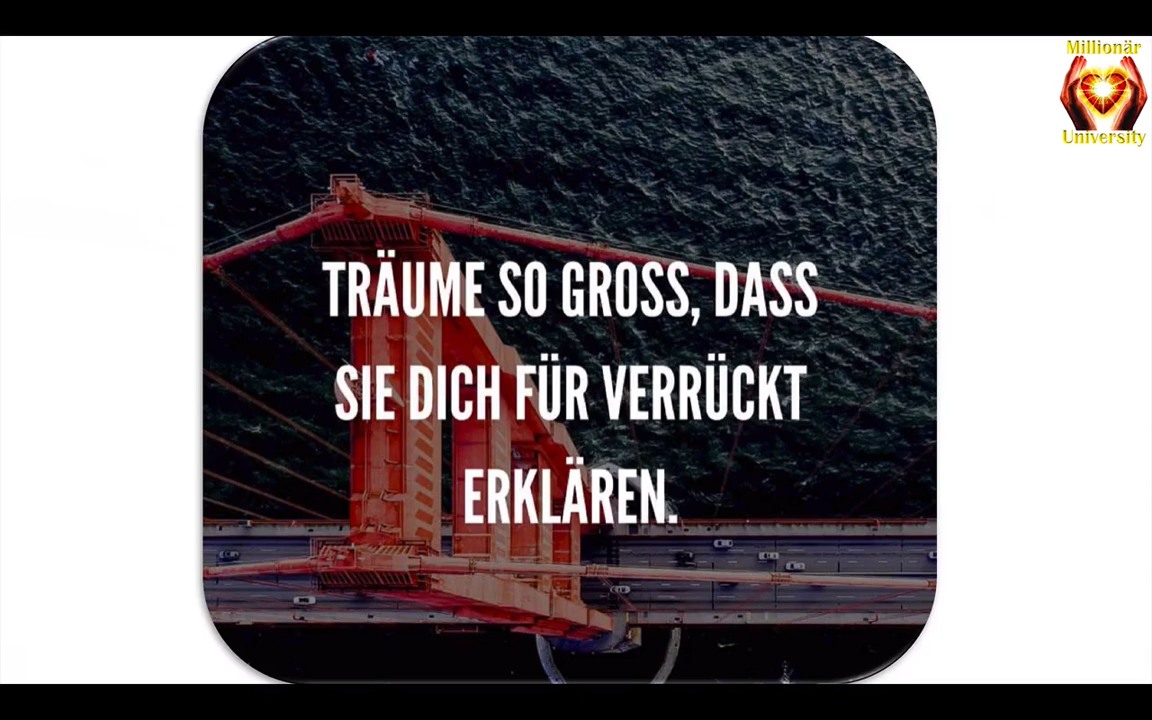 Millionär
University
TRÄUME SO GROSS, DASS
SIE DICH FÜR VERRÜCKT
ERKLÄREN.